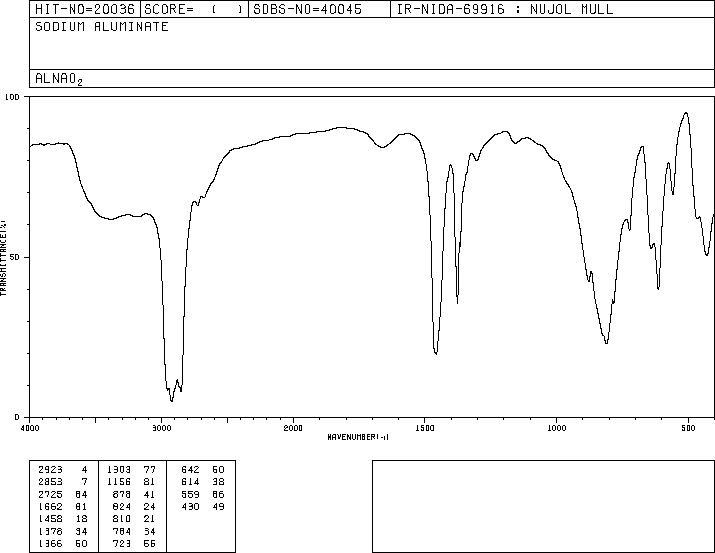 HIT-NO=20036 SCORE= ( ) SDBS-NO=40045 IR-NIDA-69916 : NUJOL MULL
SODIUM ALUMINATE
ALNAO2
100
TRANSMITTANCE(%)
50
0
4000 3000 2000 1500 1000 500
WAVENUMBER(-1)
2923 4 1303 77 642 50
2853 7 1156 81 614 38
2725 64 878 41 559 66
1662 81 824 24 430 49
1458 18 810 21
1378 34 784 34
1366 60 723 55